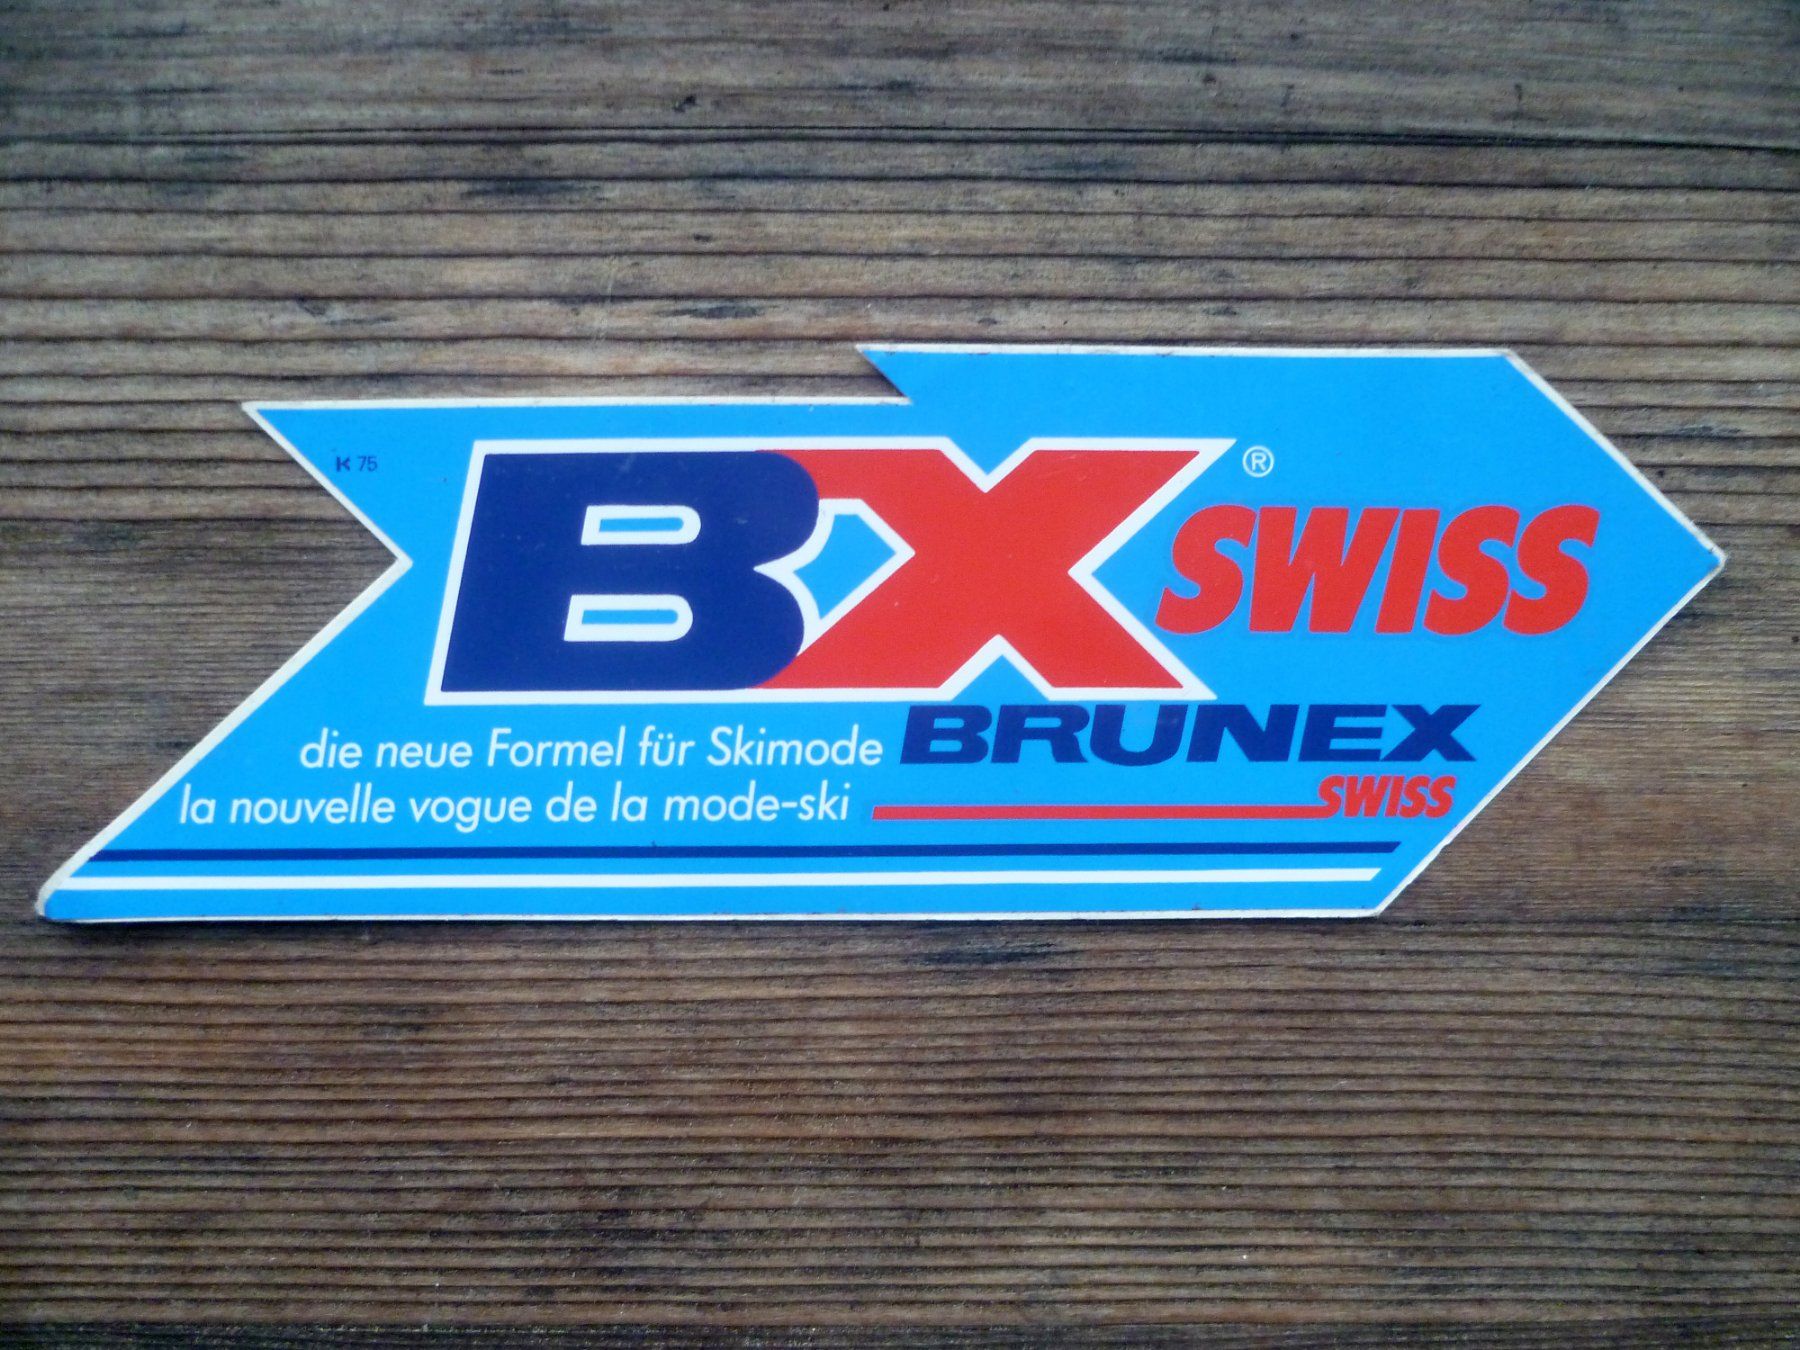 K 75
BX® SWISS
die neue Formel für Skimode BRUNEX
la nouvelle vogue de la mode-ski SWISS